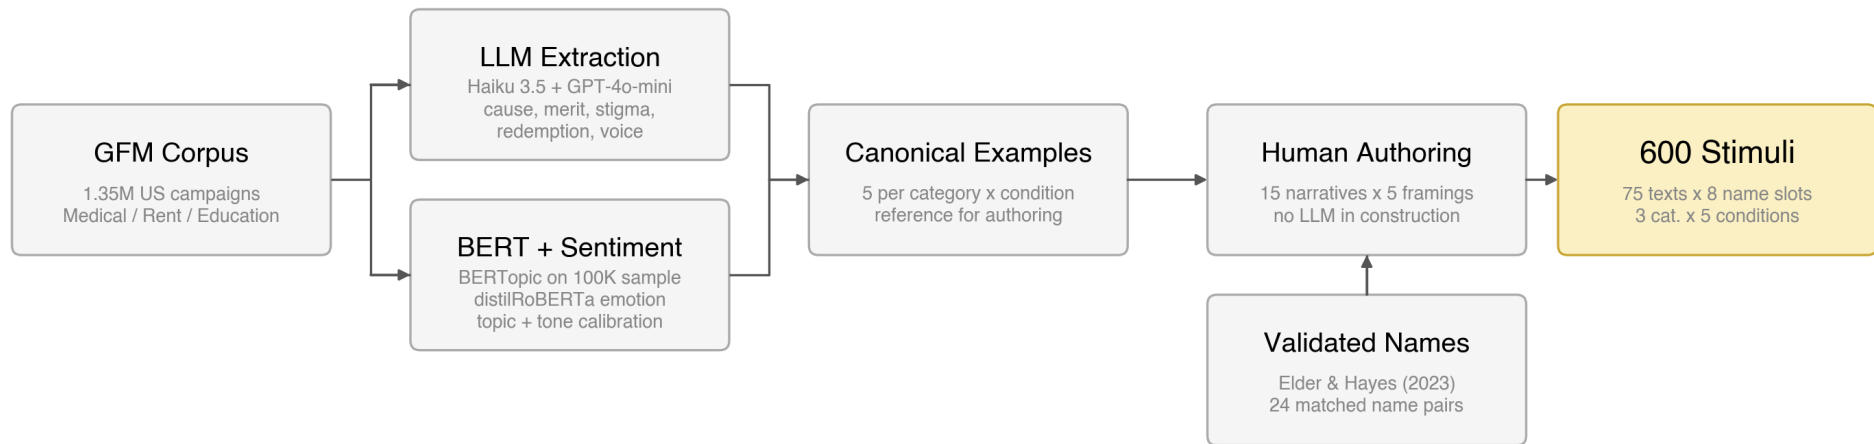 GFM Corpus
1.35M US campaigns
Medical / Rent / Education
LLM Extraction
Haiku 3.5 + GPT-4o-mini
cause, merit, stigma,
redemption, voice
BERT + Sentiment
BERTopic on 100K sample
distilRoBERTa emotion
topic + tone calibration
Canonical Examples
5 per category x condition
reference for authoring
Human Authoring
15 narratives x 5 framings
no LLM in construction
Validated Names
Elder & Hayes (2023)
24 matched name pairs
600 Stimuli
75 texts x 8 name slots
3 cat. x 5 conditions